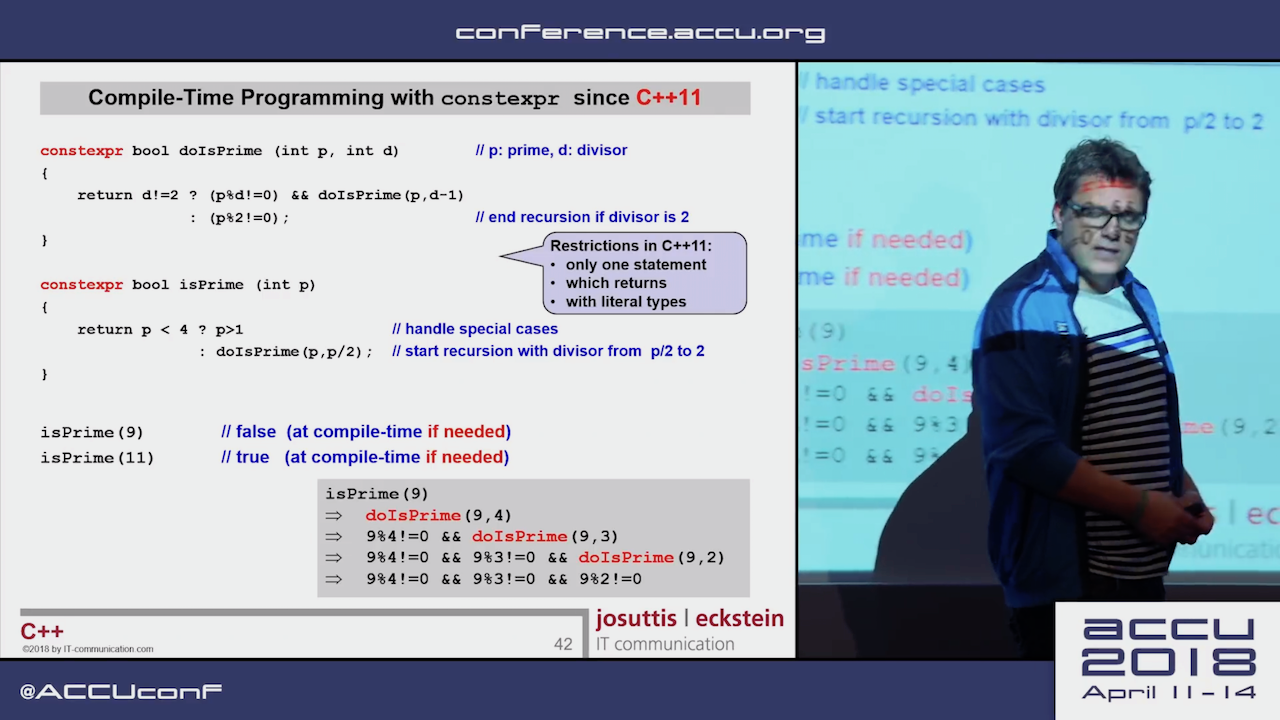 conference.accu.org
Compile-Time Programming with constexpr since C++11
constexpr bool doIsPrime (int p, int d) // p: prime, d: divisor
{
return d!=2 ? (p%d!=0) && doIsPrime(p,d-1)
: (p%2!=0); // end recursion if divisor is 2
}
Restrictions in C++11:
• only one statement
• which returns
• with literal types
constexpr bool isPrime (int p)
{
return p < 4 ? p>1 // handle special cases
: doIsPrime(p,p/2); // start recursion with divisor from p/2 to 2
}
isPrime(9) // false (at compile-time if needed)
isPrime(11) // true (at compile-time if needed)
isPrime(9)
⇒ doIsPrime(9,4)
⇒ 9%4!=0 && doIsPrime(9,3)
⇒ 9%4!=0 && 9%3!=0 && doIsPrime(9,2)
⇒ 9%4!=0 && 9%3!=0 && 9%2!=0
C++
©2018 by IT-communication.com
42
josuttis | eckstein
IT communication
/ handle special cases
/ start recursion with divisor from p/2 to 2
me if needed)
me if needed)
(9)
sPrime(9,4)
!=0 && doIs
!=0 && 9%3 me(9,2
!=0 && 9%
| ec
municatio
@ACCUconf
accu
2018
April 11-14